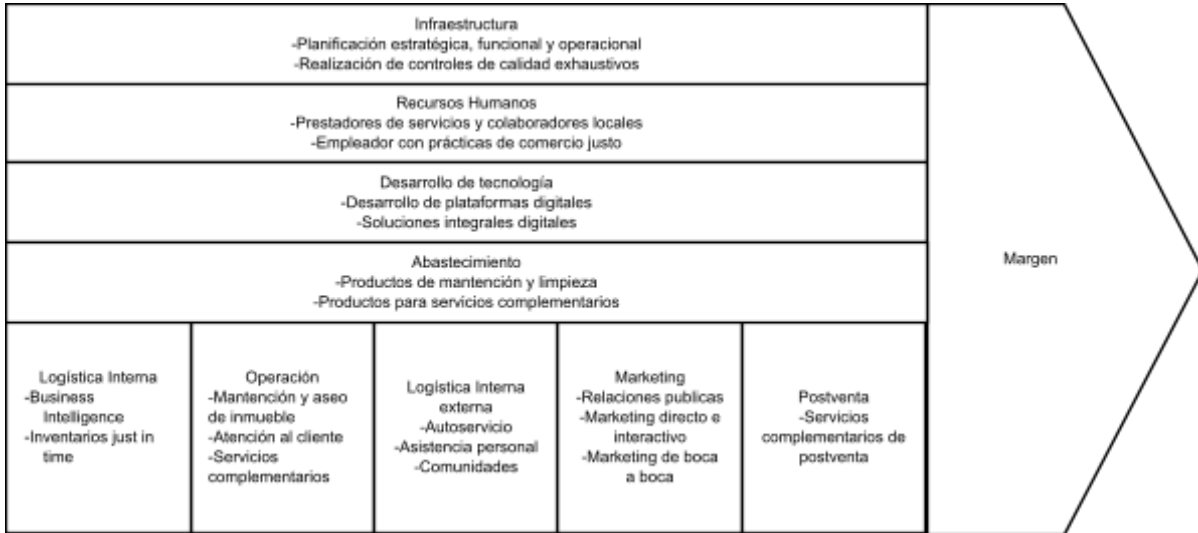 Infraestructura
-Planificación estratégica, funcional y operacional
-Realización de controles de calidad exhaustivos
Recursos Humanos
-Prestadores de servicios y colaboradores locales
-Empleador con prácticas de comercio justo
Desarrollo de tecnología
-Desarrollo de plataformas digitales
-Soluciones integrales digitales
Abastecimiento
-Productos de mantención y limpieza
-Productos para servicios complementarios
Logística Interna
-Business
Intelligence
-Inventarios just in
time
Operación
-Mantención y aseo
de inmueble
-Atención al cliente
-Servicios
complementarios
Logística Interna
externa
-Autoservicio
-Asistencia personal
-Comunidades
Marketing
-Relaciones publicas
-Marketing directo e
interactivo
-Marketing de boca
a boca
Postventa
-Servicios
complementarios de
postventa
Margen